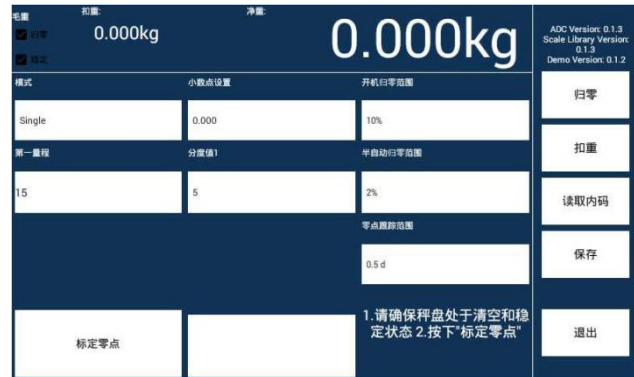 毛重
扣重:
净重:
归零
稳定
0.000kg
0.000kg
ADC Version: 0.1.3
Scale Library Version:
0.1.3
Demo Version: 0.1.2
模式
小数点设置
开机归零范围
归零
Single
0.000
10%
第一量程
分度值1
半自动归零范围
扣重
15
5
2%
读取内码
零点跟踪范围
0.5 d
保存
标定零点
1.请确保秤盘处于清空和稳
定状态 2.按下"标定零点"
退出